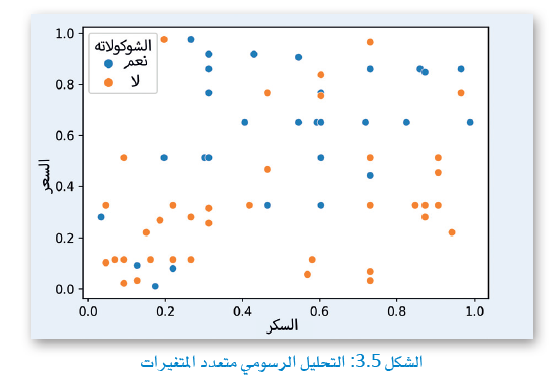 الشوكولاته
نعم
لا
السعر
1.0
0.8
0.6
0.4
0.2
0.0
0.0 0.2 0.4 0.6 0.8 1.0
السكر
الشكل 3.5: التحليل الرسومي متعدد المتغيرات